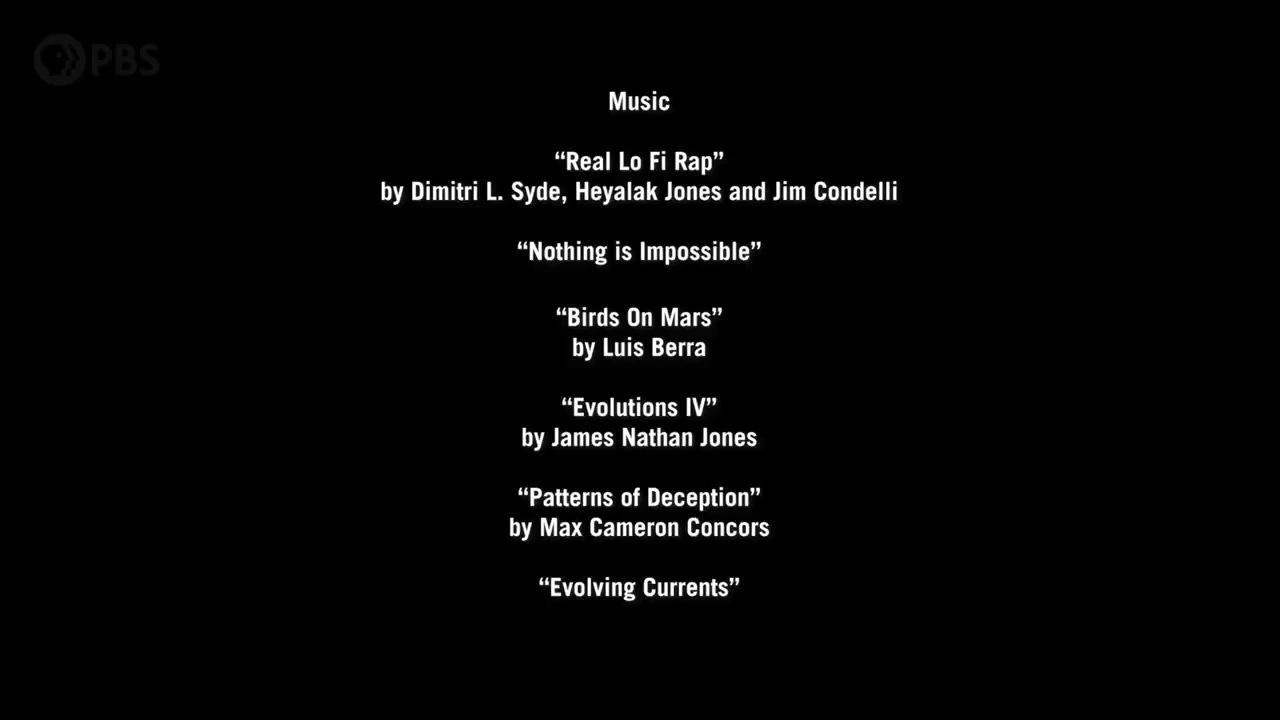 PBS
Music
“Real Lo Fi Rap”
by Dimitri L. Syde, Heyalak Jones and Jim Condelli
“Nothing is Impossible”
“Birds On Mars”
by Luis Berra
“Evolutions IV”
by James Nathan Jones
“Patterns of Deception”
by Max Cameron Concors
“Evolving Currents”